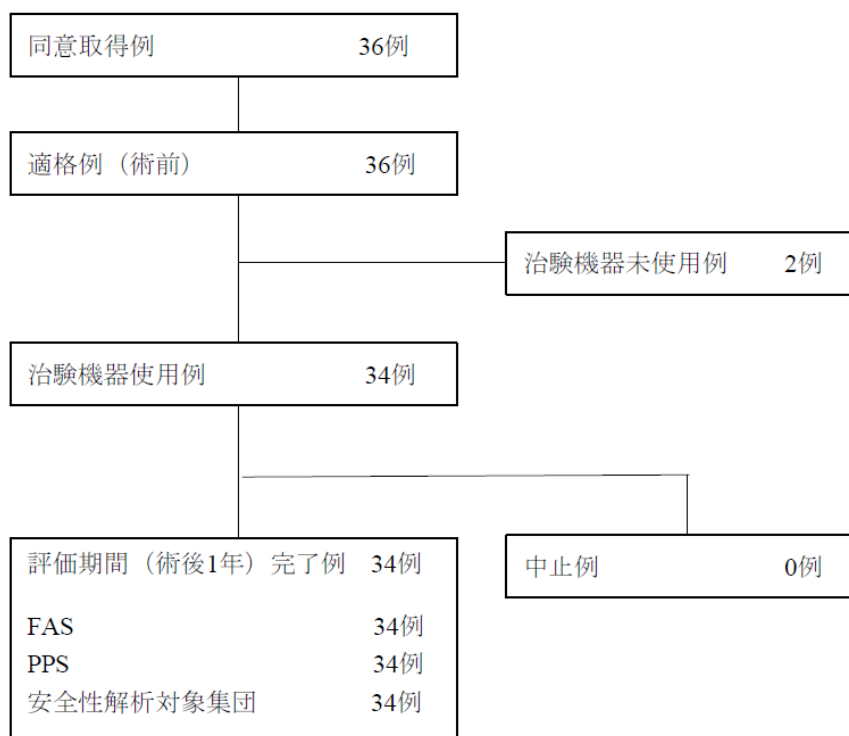 同意取得例 36例
適格例（術前） 36例
治験機器未使用例 2例
治験機器使用例 34例
評価期間（術後1年）完了例 34例
FAS 34例
PPS 34例
安全性解析対象集団 34例
中止例 0例